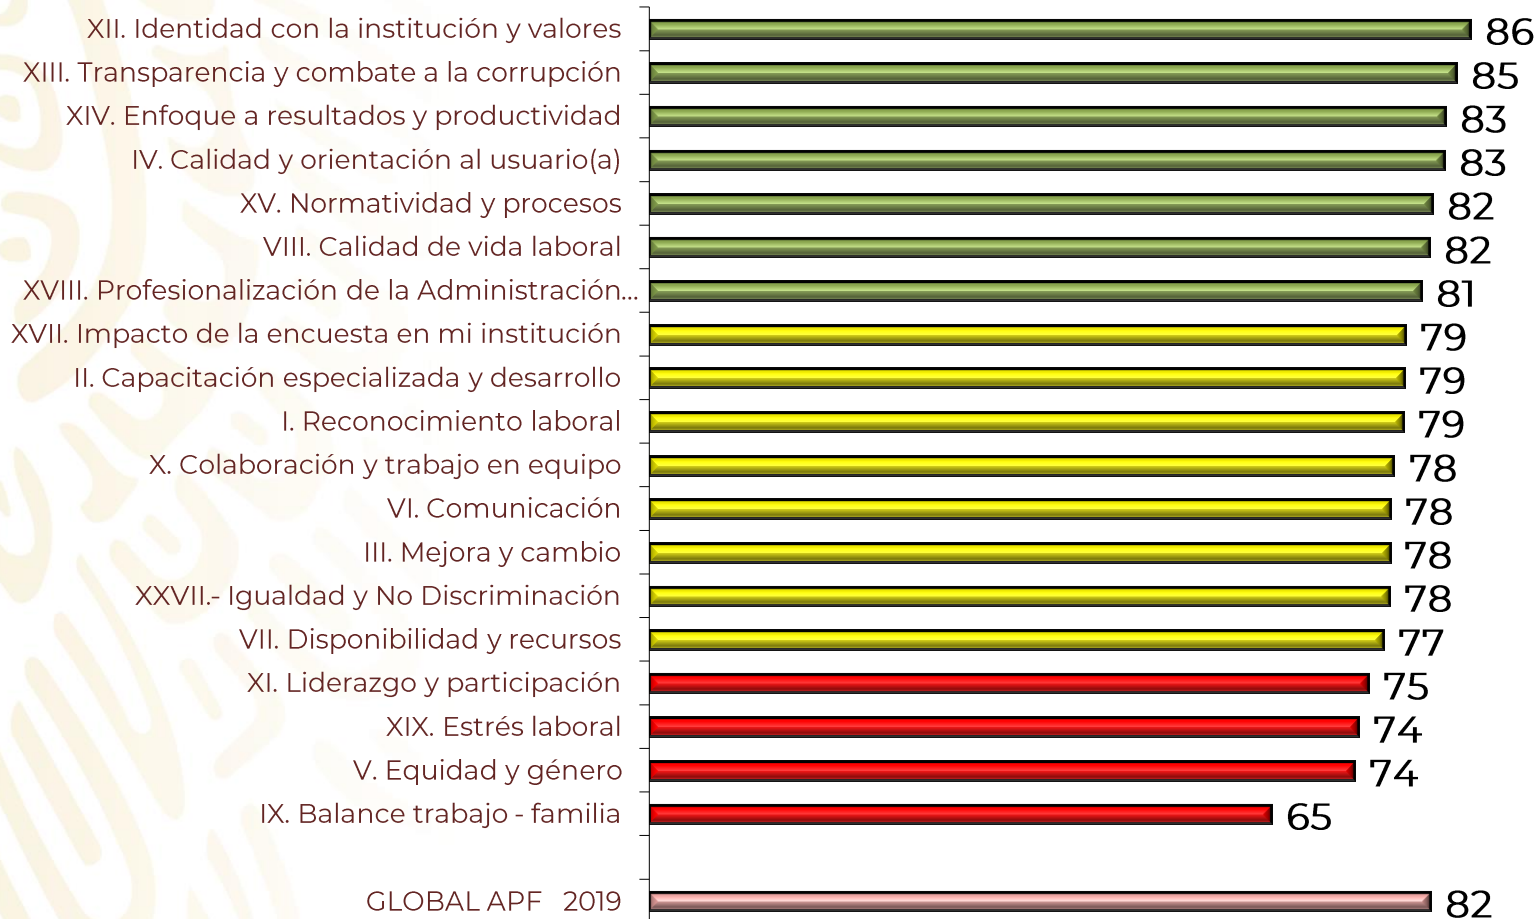 XII. Identidad con la institución y valores 86
XIII. Transparencia y combate a la corrupción 85
XIV. Enfoque a resultados y productividad 83
IV. Calidad y orientación al usuario(a) 83
XV. Normatividad y procesos 82
VIII. Calidad de vida laboral 82
XVIII. Profesionalización de la Administración... 81
XVII. Impacto de la encuesta en mi institución 79
II. Capacitación especializada y desarrollo 79
I. Reconocimiento laboral 79
X. Colaboración y trabajo en equipo 78
VI. Comunicación 78
III. Mejora y cambio 78
XXVII.- Igualdad y No Discriminación 78
VII. Disponibilidad y recursos 77
XI. Liderazgo y participación 75
XIX. Estrés laboral 74
V. Equidad y género 74
IX. Balance trabajo - familia 65
GLOBAL APF 2019 82